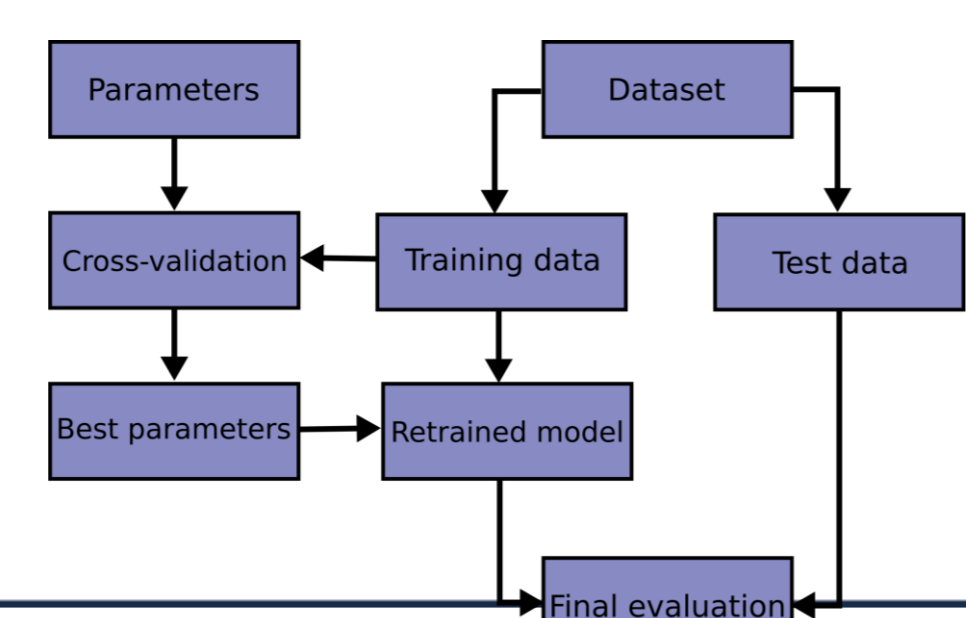 Parameters
Dataset
Cross-validation
Training data
Test data
Best parameters
Retrained model
Final evaluation